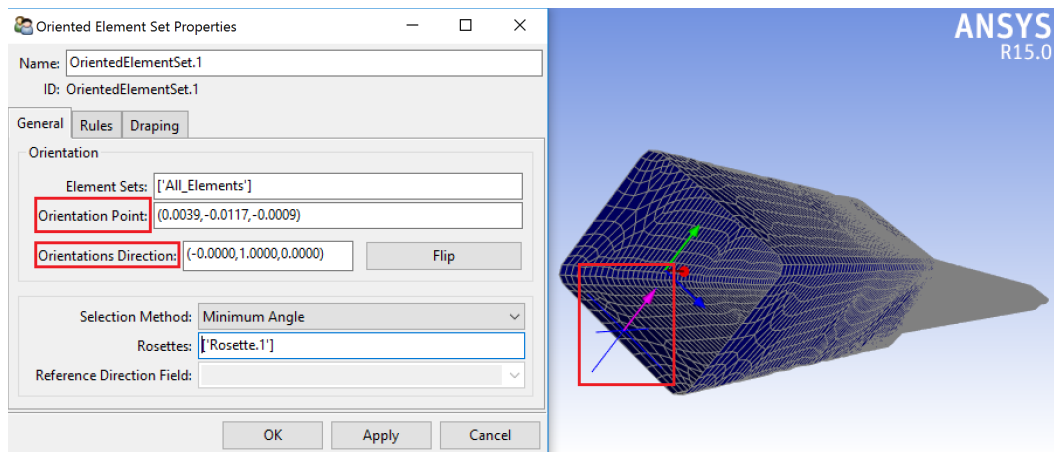 Oriented Element Set Properties
Name: OrientedElementSet.1
ID: OrientedElementSet.1
General Rules Draping
Orientation
Element Sets: ['All_Elements']
Orientation Point: (0.0039,-0.0117,-0.0009)
Orientations Direction: (-0.0000,1.0000,0.0000) Flip
Selection Method: Minimum Angle
Rosettes: ['Rosette.1']
Reference Direction Field:
OK Apply Cancel
ANSYS
R15.0